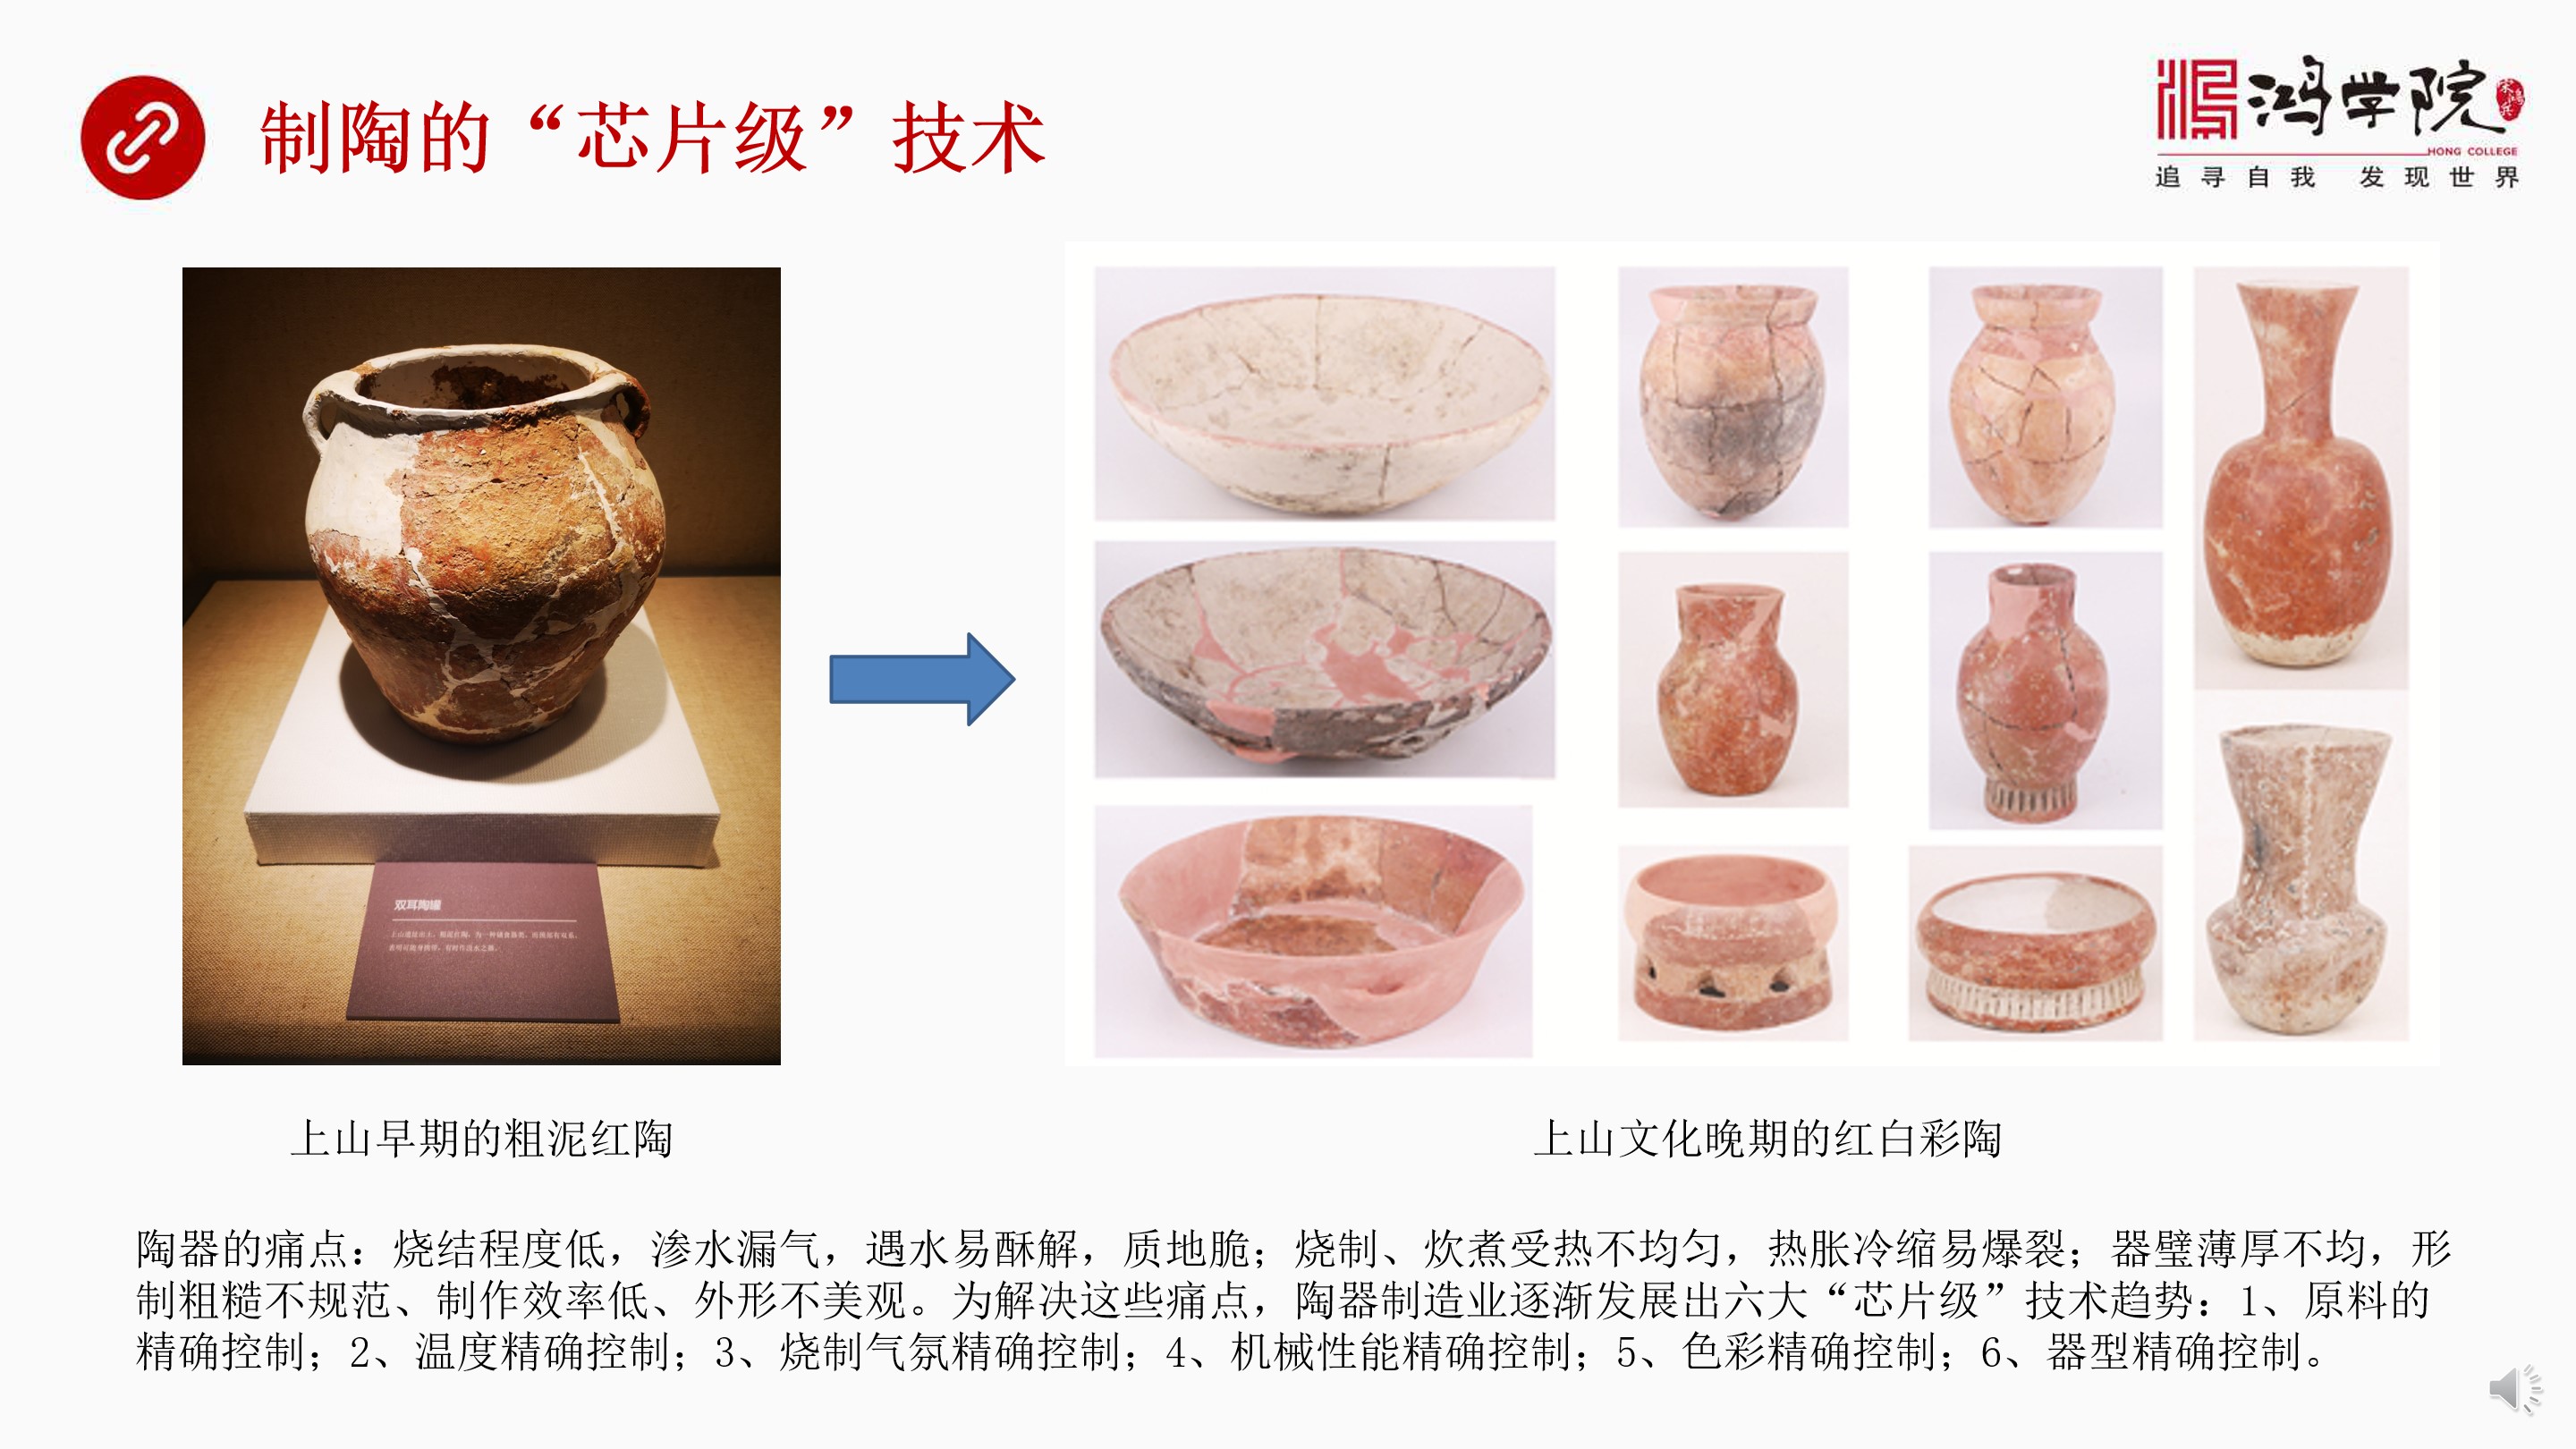 制陶的“芯片级”技术
鸿学院
HONG COLLEGE
追寻自我 发现世界
双耳陶罐
上山早期的粗泥红陶
上山文化晚期的红白彩陶
陶器的痛点：烧结程度低，渗水漏气，遇水易酥解，质地脆；烧制、炊煮受热不均匀，热胀冷缩易爆裂；器壁薄厚不均，形
制粗糙不规范、制作效率低、外形不美观。为解决这些痛点，陶器制造业逐渐发展出六大“芯片级”技术趋势：1、原料的
精确控制；2、温度精确控制；3、烧制气氛精确控制；4、机械性能精确控制；5、色彩精确控制；6、器型精确控制。